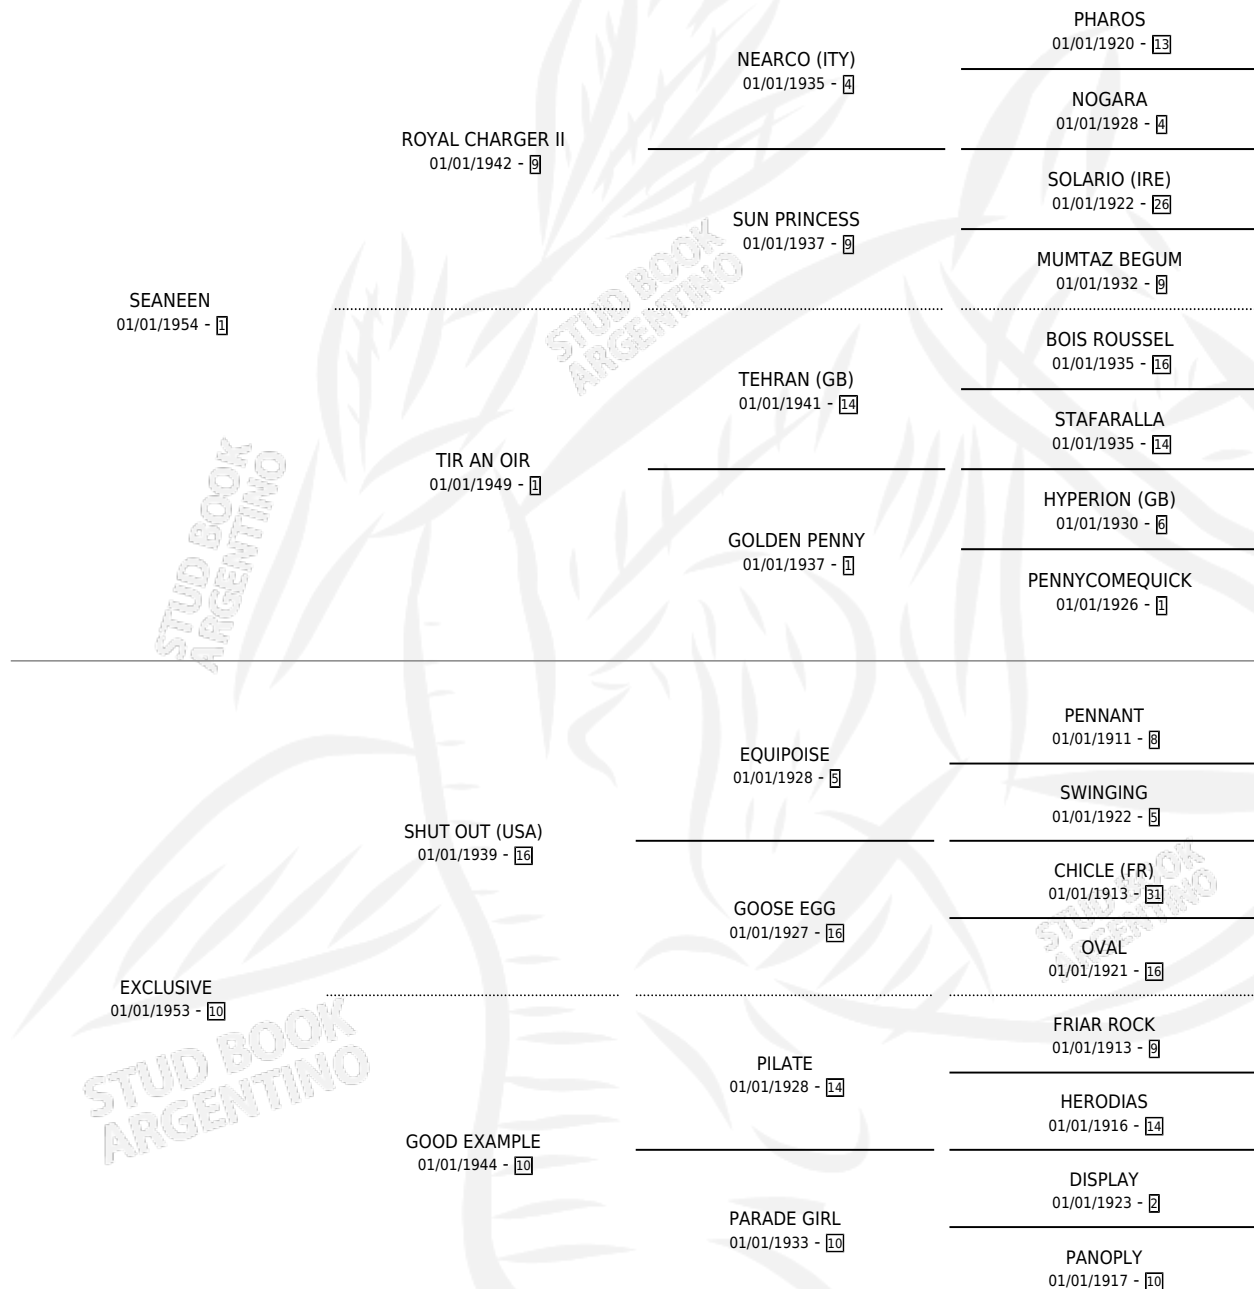 PHAROS
01/01/1920 - 13
NEARCO (ITY)
01/01/1935 - 4
NOGARA
01/01/1928 - 4
ROYAL CHARGER II
01/01/1942 - 9
SOLARIO (IRE)
01/01/1922 - 26
SUN PRINCESS
01/01/1937 - 9
MUMTAZ BEGUM
01/01/1932 - 9
SEANEEN
01/01/1954 - 1
BOIS ROUSSEL
01/01/1935 - 16
TEHRAN (GB)
01/01/1941 - 14
STAFARALLA
01/01/1935 - 14
TIR AN OIR
01/01/1949 - 1
HYPERION (GB)
01/01/1930 - 6
GOLDEN PENNY
01/01/1937 - 1
PENNYCOMEQUICK
01/01/1926 - 1
PENNANT
01/01/1911 - 8
EQUIPOISE
01/01/1928 - 5
SWINGING
01/01/1922 - 5
SHUT OUT (USA)
01/01/1939 - 16
CHICLE (FR)
01/01/1913 - 31
GOOSE EGG
01/01/1927 - 16
OVAL
01/01/1921 - 16
EXCLUSIVE
01/01/1953 - 10
FRIAR ROCK
01/01/1913 - 9
PILATE
01/01/1928 - 14
HERODIAS
01/01/1916 - 14
GOOD EXAMPLE
01/01/1944 - 10
DISPLAY
01/01/1923 - 2
PARADE GIRL
01/01/1933 - 10
PANOPLY
01/01/1917 - 10
STUD BOOK
ARGENTINO
STUD BOOK
ARGENTINO
STUD BOOK
ARGENTINO
STUD BOOK
ARGENTINO